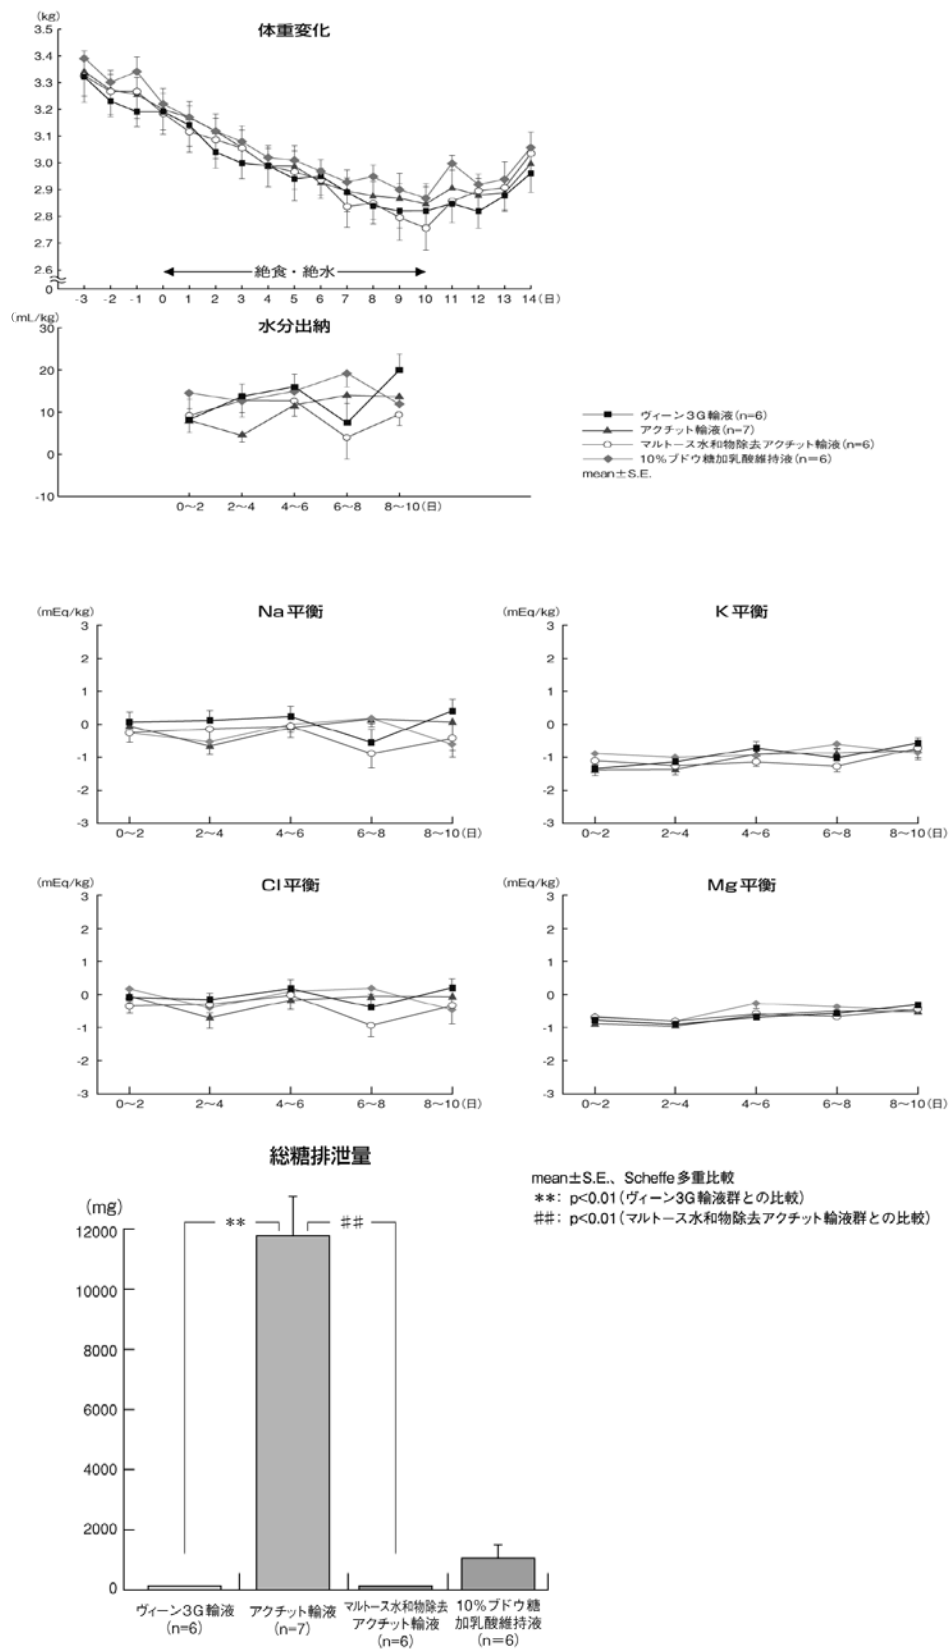 (kg)
体重変化
3.5
3.4
3.3
3.2
3.1
3.0
2.9
2.8
2.7
2.6
0
絶食・絶水
-3 -2 -1 0 1 2 3 4 5 6 7 8 9 10 11 12 13 14(日)
(mL/kg)
水分出納
30
20
10
0
-10
0～2 2～4 4～6 6～8 8～10(日)
ヴィーン3G輸液(n=6)
アクチット輸液(n=7)
マルトース水和物除去アクチット輸液(n=6)
10%ブドウ糖加乳酸維持液(n=6)
mean±S.E.
(mEq/kg)
Na平衡
3
2
1
0
-1
-2
-3
0～2 2～4 4～6 6～8 8～10(日)
(mEq/kg)
K平衡
3
2
1
0
-1
-2
-3
0～2 2～4 4～6 6～8 8～10(日)
(mEq/kg)
Cl平衡
3
2
1
0
-1
-2
-3
0～2 2～4 4～6 6～8 8～10(日)
(mEq/kg)
Mg平衡
3
2
1
0
-1
-2
-3
0～2 2～4 4～6 6～8 8～10(日)
総糖排泄量
mean±S.E.、Scheffe多重比較
**: p<0.01(ヴィーン3G輸液群との比較)
##: p<0.01(マルトース水和物除去アクチット輸液群との比較)
(mg)
** ##
12000
10000
8000
6000
4000
2000
0
ヴィーン3G輸液
(n=6)
アクチット輸液
(n=7)
マルトース水和物除去
アクチット輸液
(n=6)
10%ブドウ糖
加乳酸維持液
(n=6)